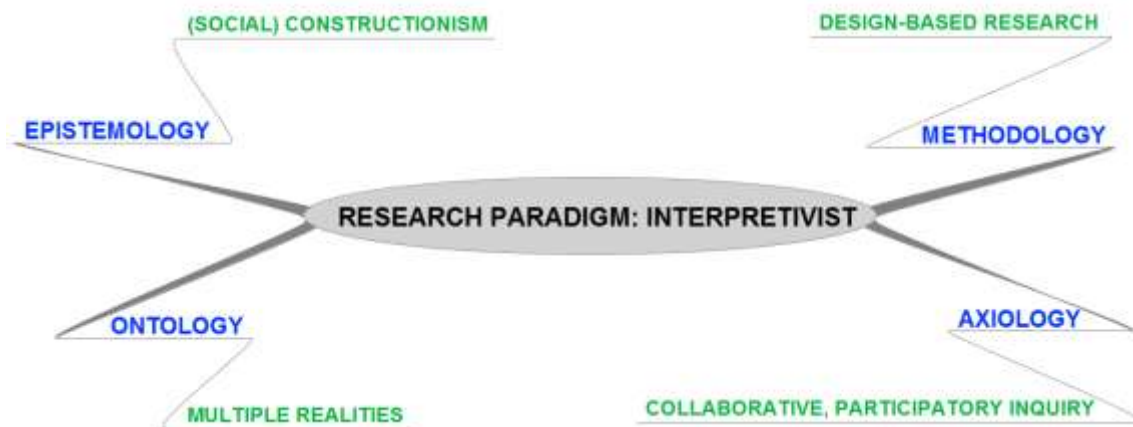 (SOCIAL) CONSTRUCTIONISM
DESIGN-BASED RESEARCH
EPISTEMOLOGY
METHODOLOGY
RESEARCH PARADIGM: INTERPRETIVIST
ONTOLOGY
AXIOLOGY
MULTIPLE REALITIES
COLLABORATIVE, PARTICIPATORY INQUIRY